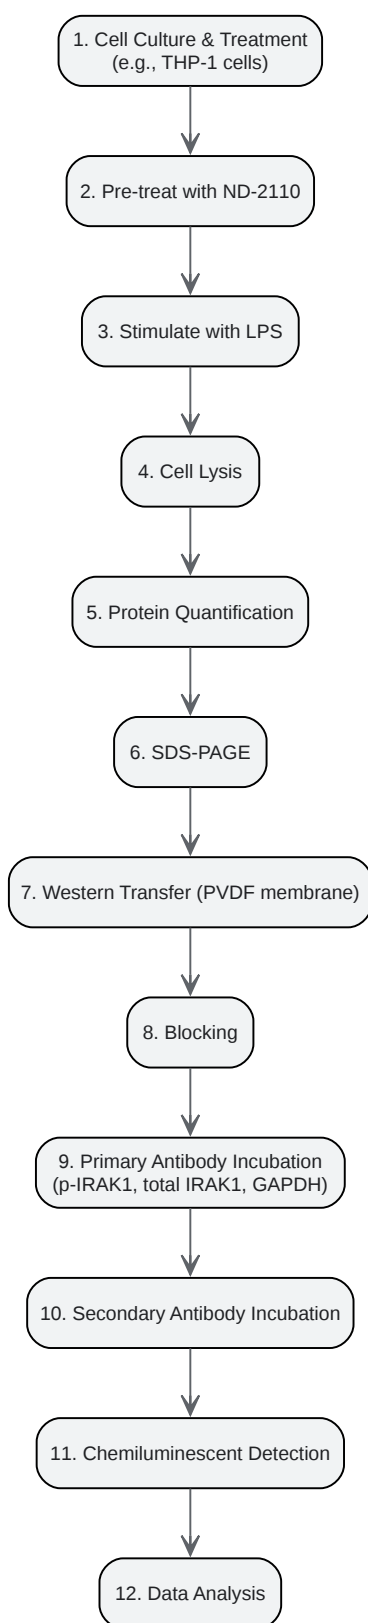 1. Cell Culture & Treatment
(e.g., THP-1 cells)
2. Pre-treat with ND-2110
3. Stimulate with LPS
4. Cell Lysis
5. Protein Quantification
6. SDS-PAGE
7. Western Transfer (PVDF membrane)
8. Blocking
9. Primary Antibody Incubation
(p-IRAK1, total IRAK1, GAPDH)
10. Secondary Antibody Incubation
11. Chemiluminescent Detection
12. Data Analysis